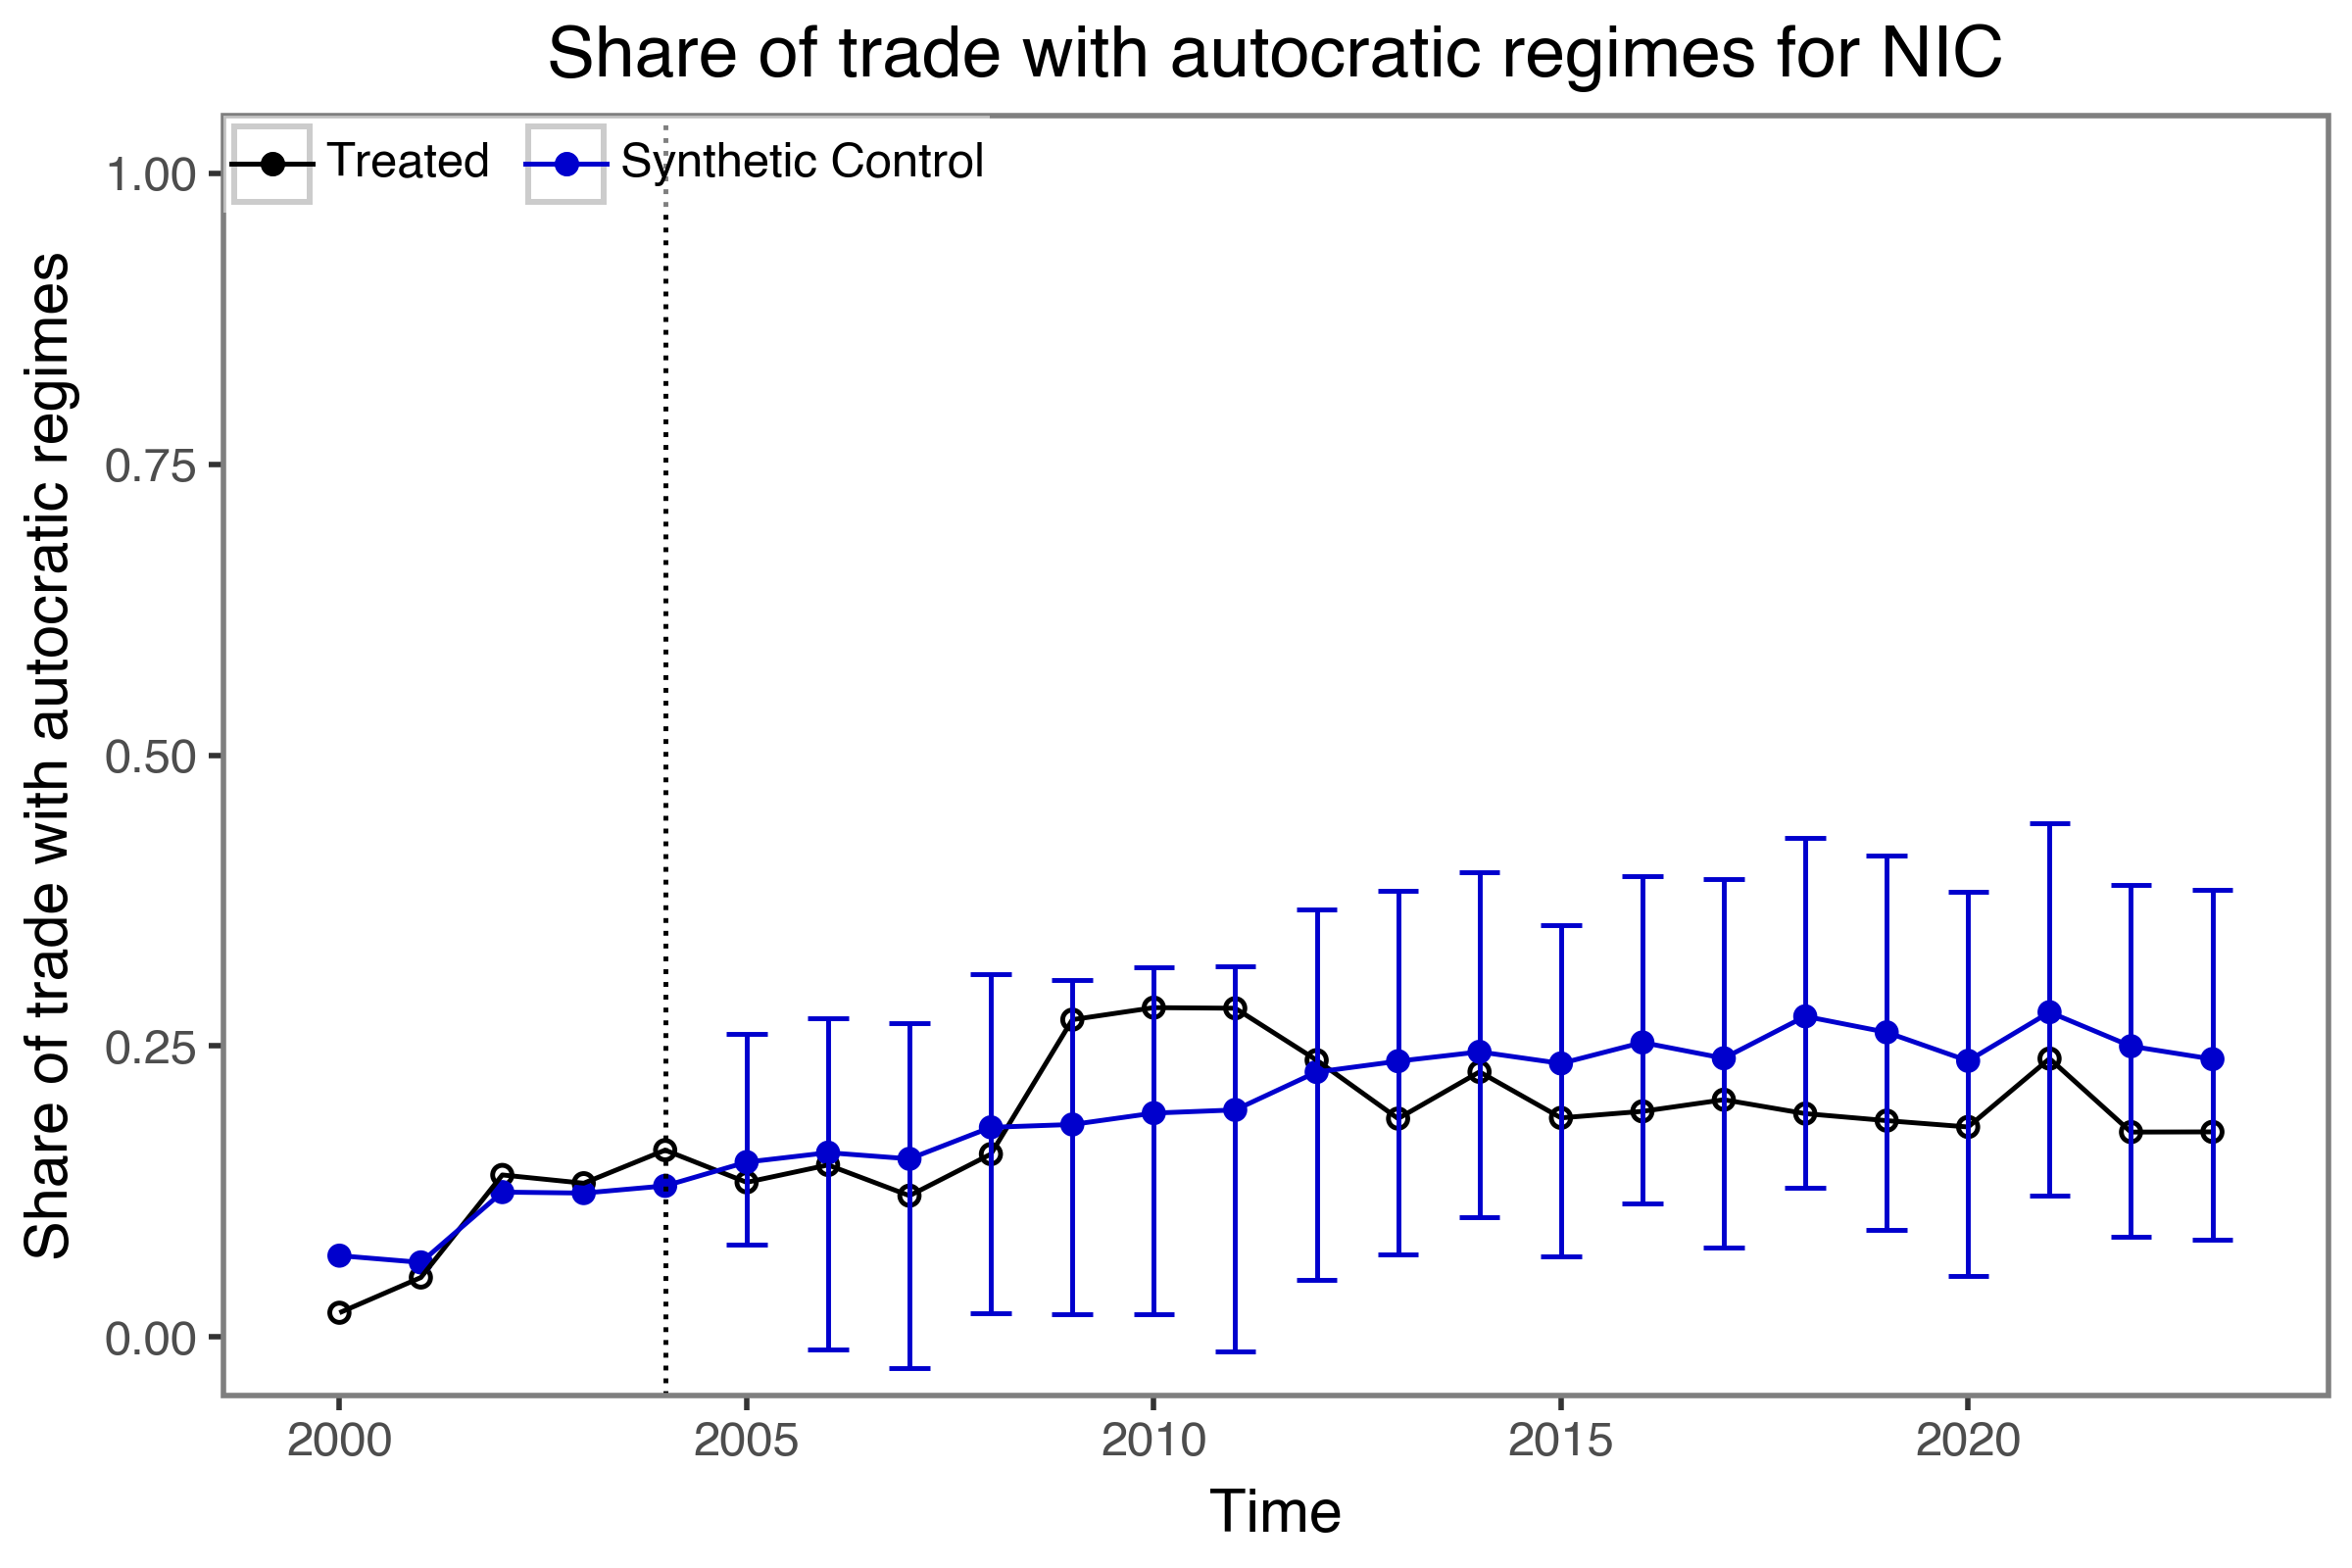 Share of trade with autocratic regimes for NIC
Treated
Synthetic Control
Share of trade with autocratic regimes
1.00
0.75
0.50
0.25
0.00
2000
2005
2010
2015
2020
Time